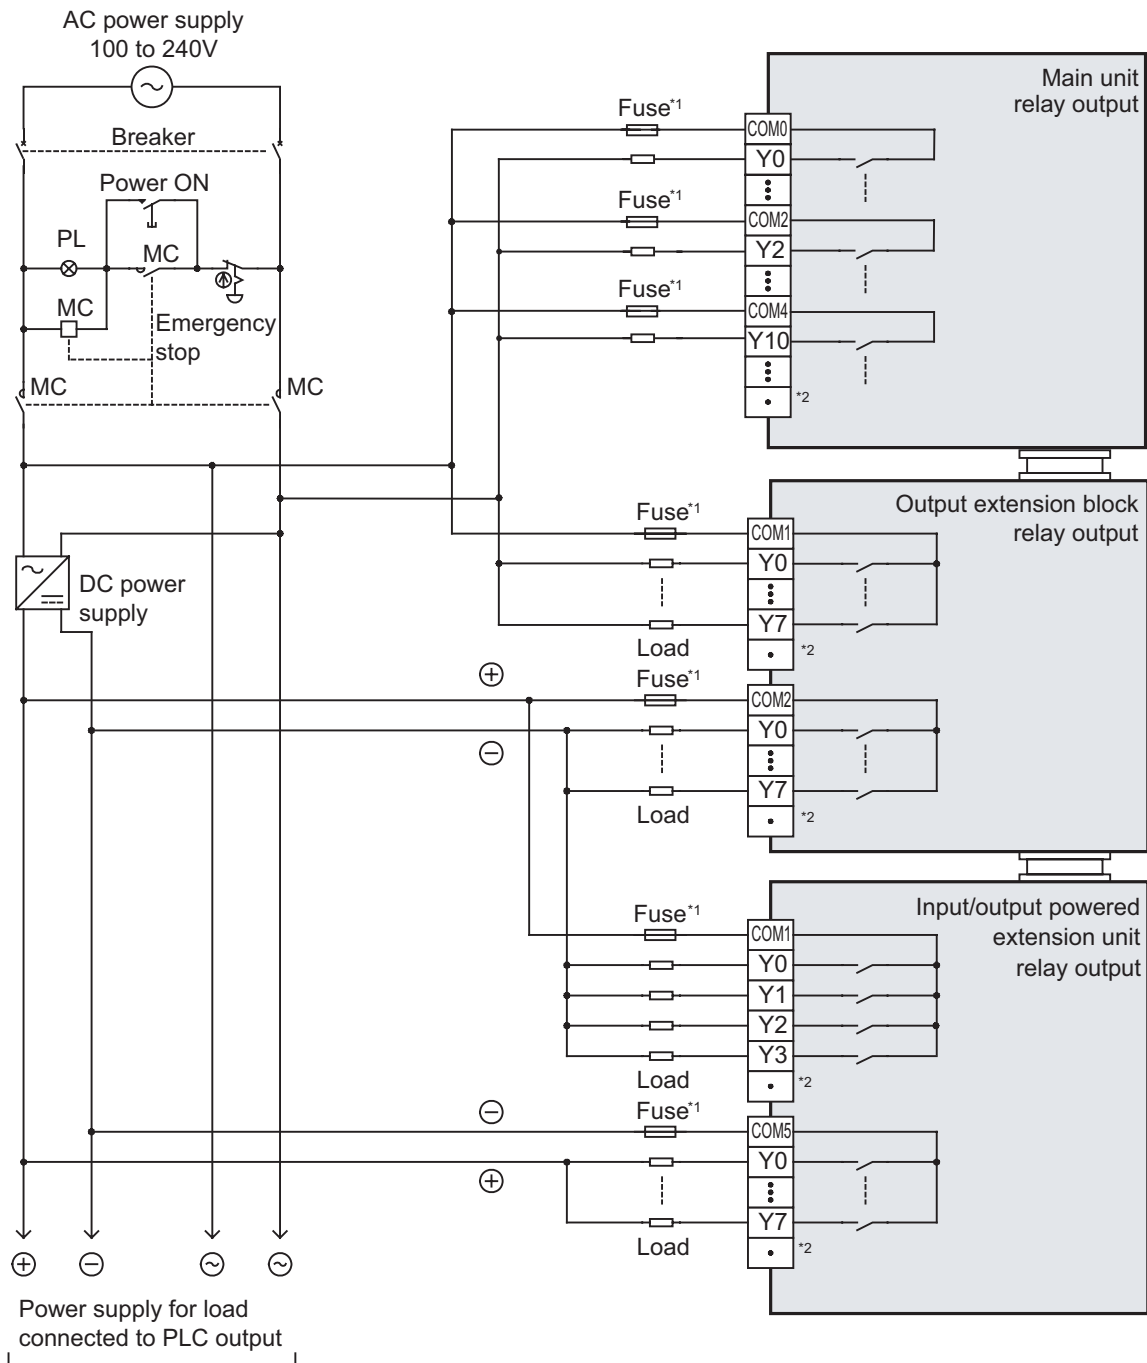 AC power supply
100 to 240V
Breaker
Power ON
PL
MC
MC
Emergency
stop
MC
MC
DC power
supply
Main unit
relay output
Fuse*1
COM0
Y0
Fuse*1
COM2
Y2
Fuse*1
COM4
Y10
*2
Output extension block
relay output
Fuse*1
COM1
Y0
Y7
Load
*2
Fuse*1
COM2
Y0
Y7
Load
*2
Input/output powered
extension unit
relay output
Fuse*1
COM1
Y0
Y1
Y2
Y3
Load
*2
Fuse*1
COM5
Y0
Y7
Load
*2
Power supply for load
connected to PLC output